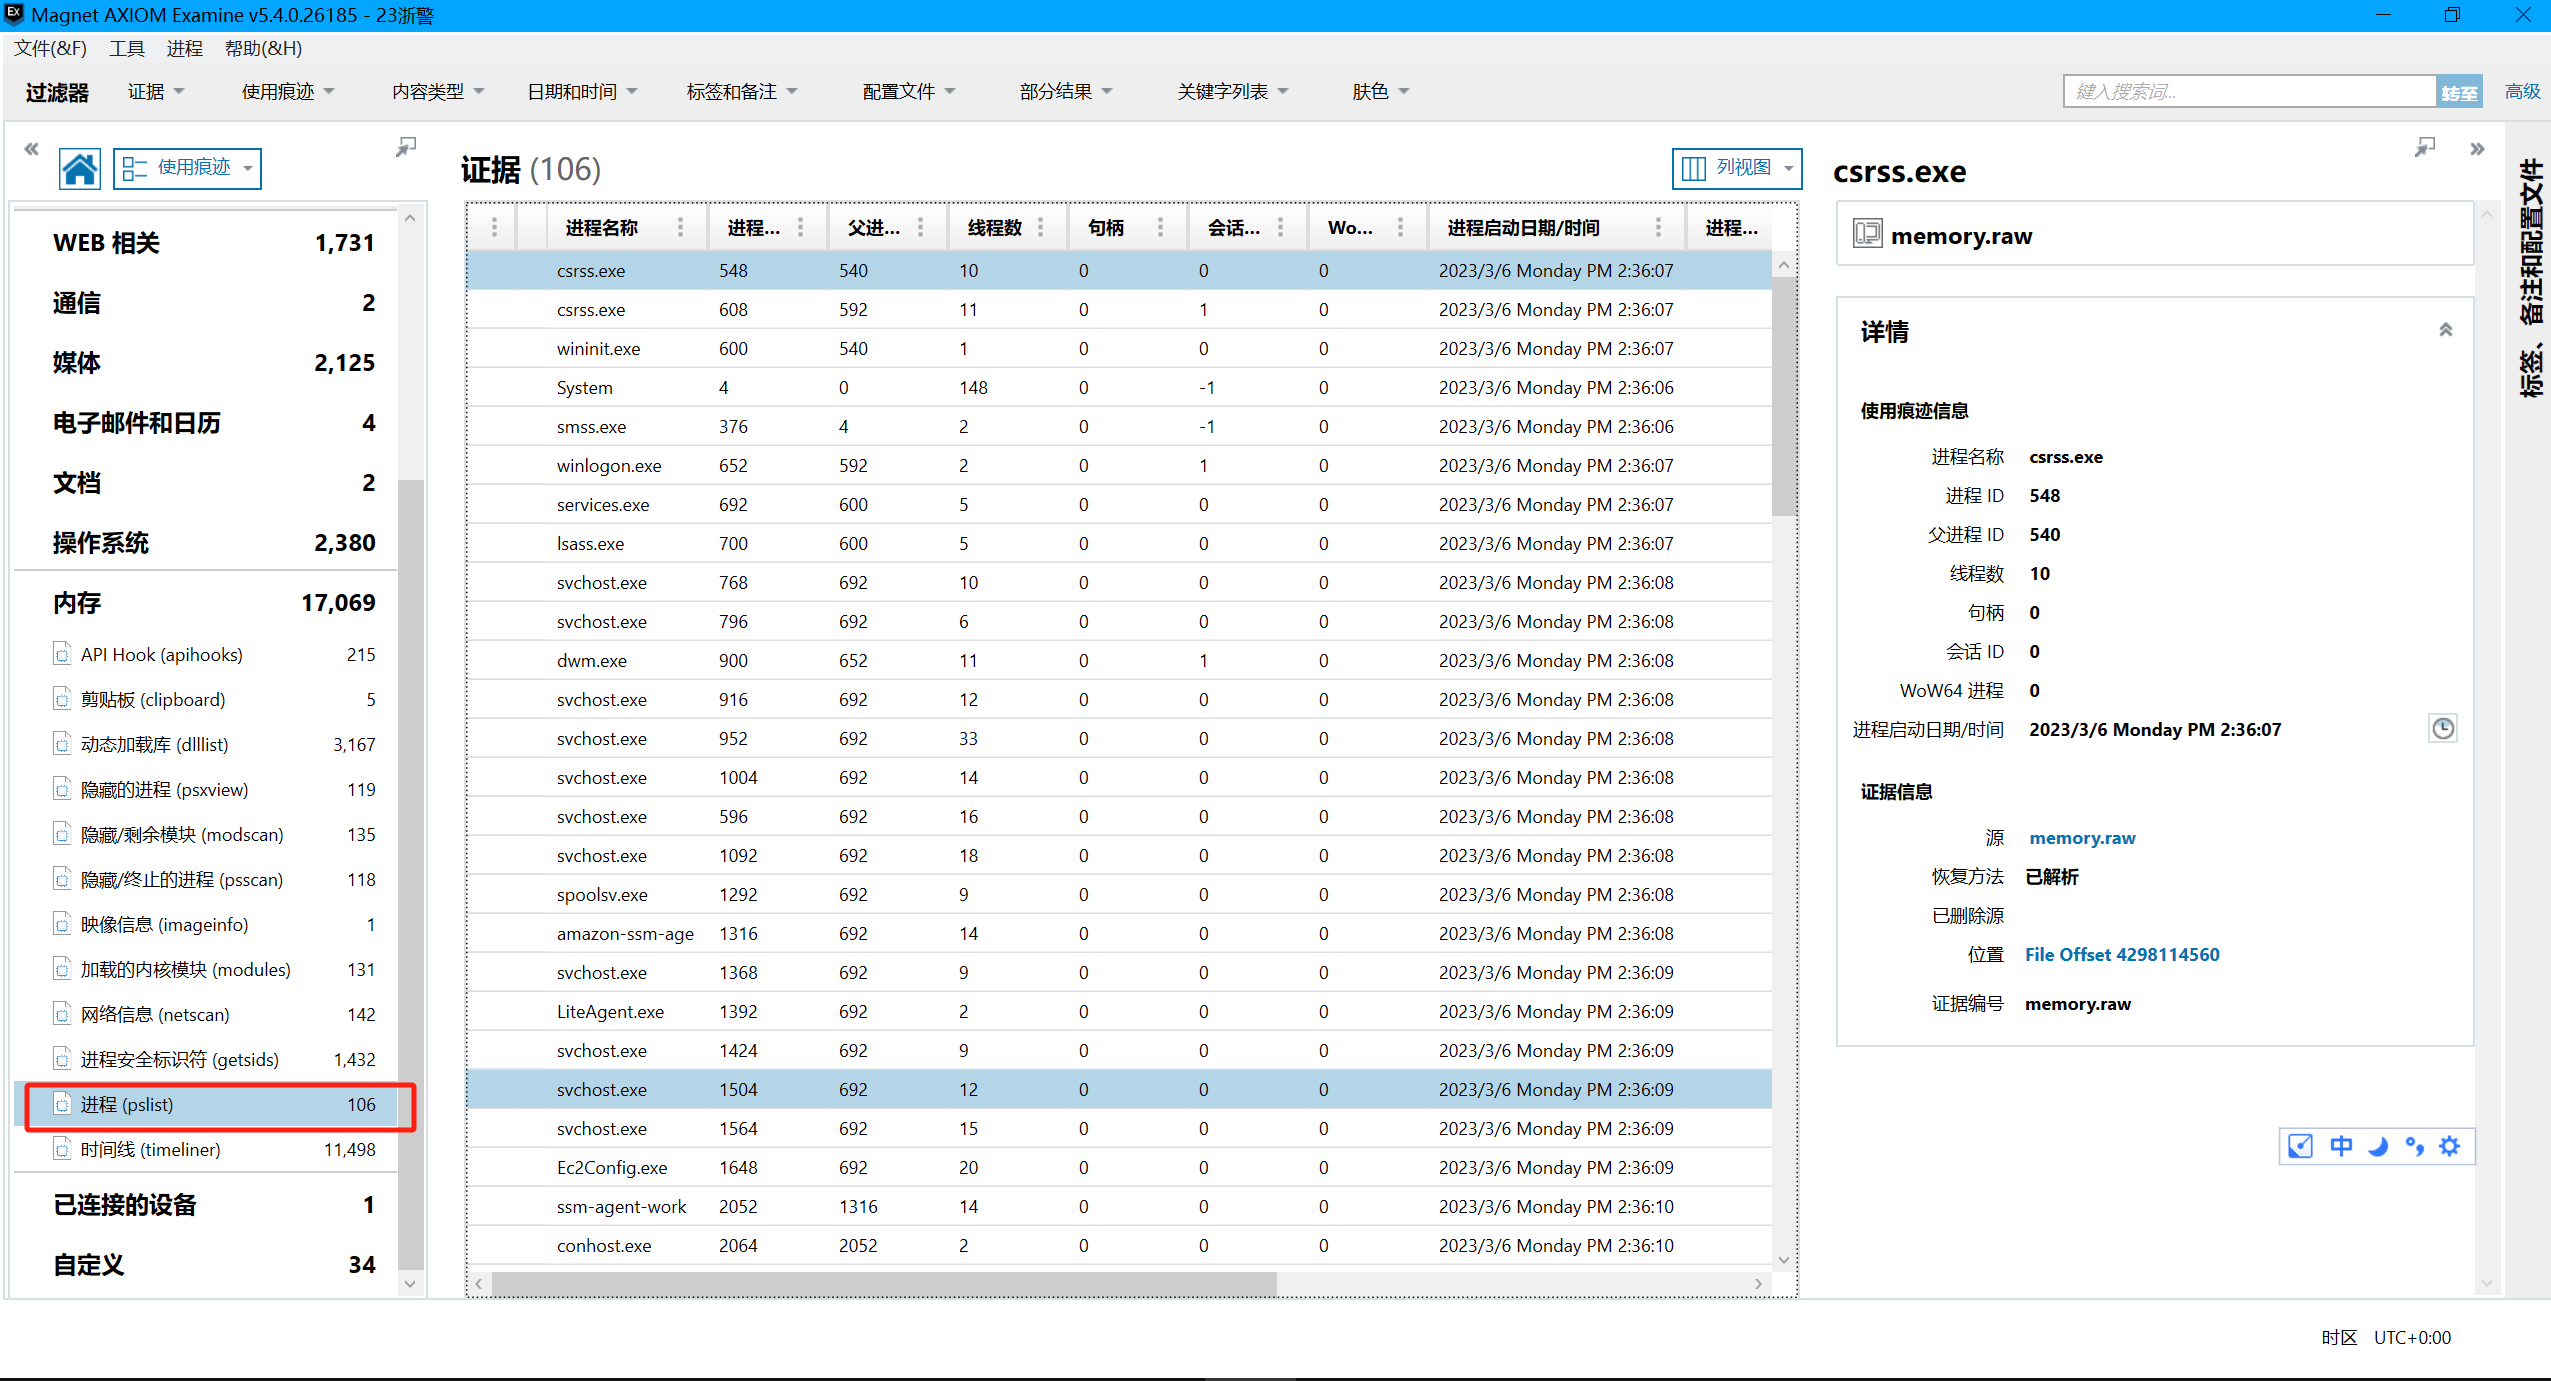 Magnet AXIOM Examine v5.4.0.26185 - 23浙警
文件(&F) 工具 进程 帮助(&H)
过滤器 证据 使用痕迹 内容类型 日期和时间 标签和备注 配置文件 部分结果 关键字列表 肤色 键入搜索词... 转至 高级
使用痕迹
WEB 相关 1,731
通信 2
媒体 2,125
电子邮件和日历 4
文档 2
操作系统 2,380
内存 17,069
API Hook (apihooks) 215
剪贴板 (clipboard) 5
动态加载库 (dlllist) 3,167
隐藏的进程 (psxview) 119
隐藏/剩余模块 (modscan) 135
隐藏/终止的进程 (psscan) 118
映像信息 (imageinfo) 1
加载的内核模块 (modules) 131
网络信息 (netscan) 142
进程安全标识符 (getsids) 1,432
进程 (pslist) 106
时间线 (timeliner) 11,498
已连接的设备 1
自定义 34
证据 (106) 列视图
进程名称 进程... 父进... 线程数 句柄 会话... Wo... 进程启动日期/时间 进程...
csrss.exe 548 540 10 0 0 0 2023/3/6 Monday PM 2:36:07
csrss.exe 608 592 11 0 1 0 2023/3/6 Monday PM 2:36:07
wininit.exe 600 540 1 0 0 0 2023/3/6 Monday PM 2:36:07
System 4 0 148 0 -1 0 2023/3/6 Monday PM 2:36:06
smss.exe 376 4 2 0 -1 0 2023/3/6 Monday PM 2:36:06
winlogon.exe 652 592 2 0 1 0 2023/3/6 Monday PM 2:36:07
services.exe 692 600 5 0 0 0 2023/3/6 Monday PM 2:36:07
lsass.exe 700 600 5 0 0 0 2023/3/6 Monday PM 2:36:07
svchost.exe 768 692 10 0 0 0 2023/3/6 Monday PM 2:36:08
svchost.exe 796 692 6 0 0 0 2023/3/6 Monday PM 2:36:08
dwm.exe 900 652 11 0 1 0 2023/3/6 Monday PM 2:36:08
svchost.exe 916 692 12 0 0 0 2023/3/6 Monday PM 2:36:08
svchost.exe 952 692 33 0 0 0 2023/3/6 Monday PM 2:36:08
svchost.exe 1004 692 14 0 0 0 2023/3/6 Monday PM 2:36:08
svchost.exe 596 692 16 0 0 0 2023/3/6 Monday PM 2:36:08
svchost.exe 1092 692 18 0 0 0 2023/3/6 Monday PM 2:36:08
spoolsv.exe 1292 692 9 0 0 0 2023/3/6 Monday PM 2:36:08
amazon-ssm-age 1316 692 14 0 0 0 2023/3/6 Monday PM 2:36:08
svchost.exe 1368 692 9 0 0 0 2023/3/6 Monday PM 2:36:09
LiteAgent.exe 1392 692 2 0 0 0 2023/3/6 Monday PM 2:36:09
svchost.exe 1424 692 9 0 0 0 2023/3/6 Monday PM 2:36:09
svchost.exe 1504 692 12 0 0 0 2023/3/6 Monday PM 2:36:09
svchost.exe 1564 692 15 0 0 0 2023/3/6 Monday PM 2:36:09
Ec2Config.exe 1648 692 20 0 0 0 2023/3/6 Monday PM 2:36:09
ssm-agent-work 2052 1316 14 0 0 0 2023/3/6 Monday PM 2:36:10
conhost.exe 2064 2052 2 0 0 0 2023/3/6 Monday PM 2:36:10
csrss.exe
memory.raw
详情
使用痕迹信息
进程名称 csrss.exe
进程 ID 548
父进程 ID 540
线程数 10
句柄 0
会话 ID 0
WoW64 进程 0
进程启动日期/时间 2023/3/6 Monday PM 2:36:07
证据信息
源 memory.raw
恢复方法 已解析
已删除源
位置 File Offset 4298114560
证据编号 memory.raw
标签、备注和配置文件
中
时区 UTC+0:00